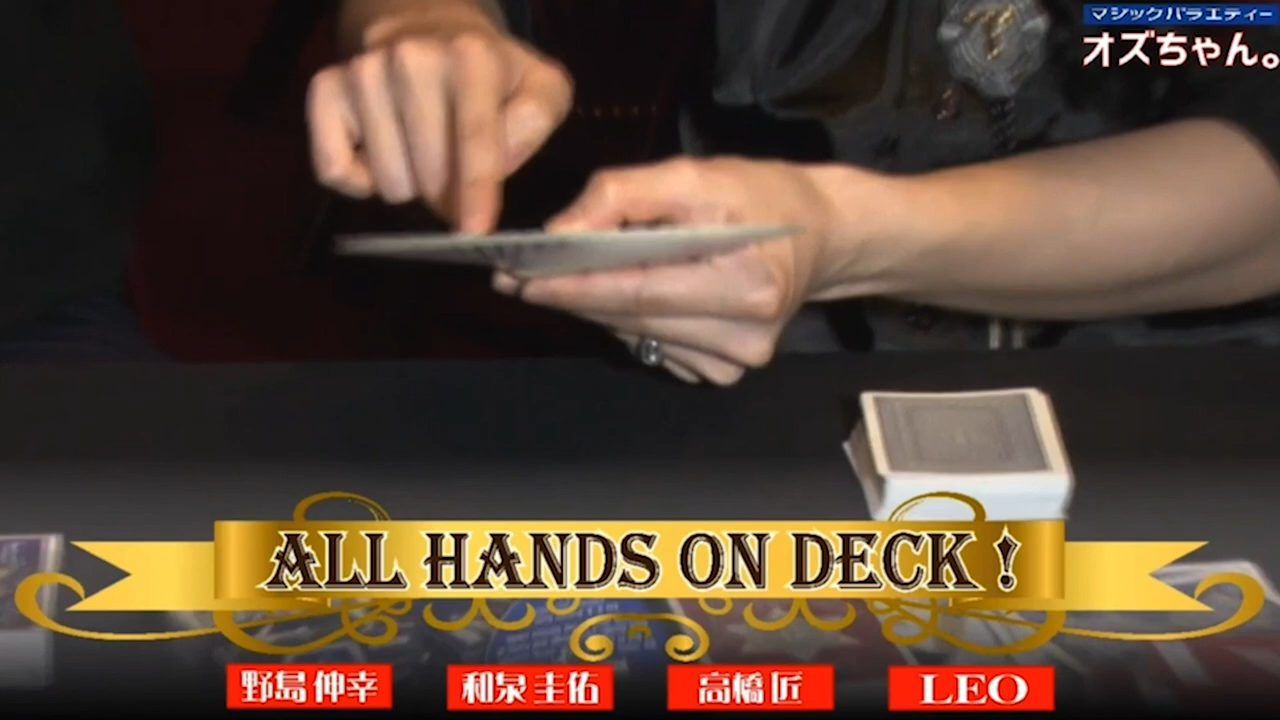 マジックバラエティー
オズちゃん。
ALL HANDS ON DECK!
野島 伸幸
和泉 圭佑
高橋 匠
LEO